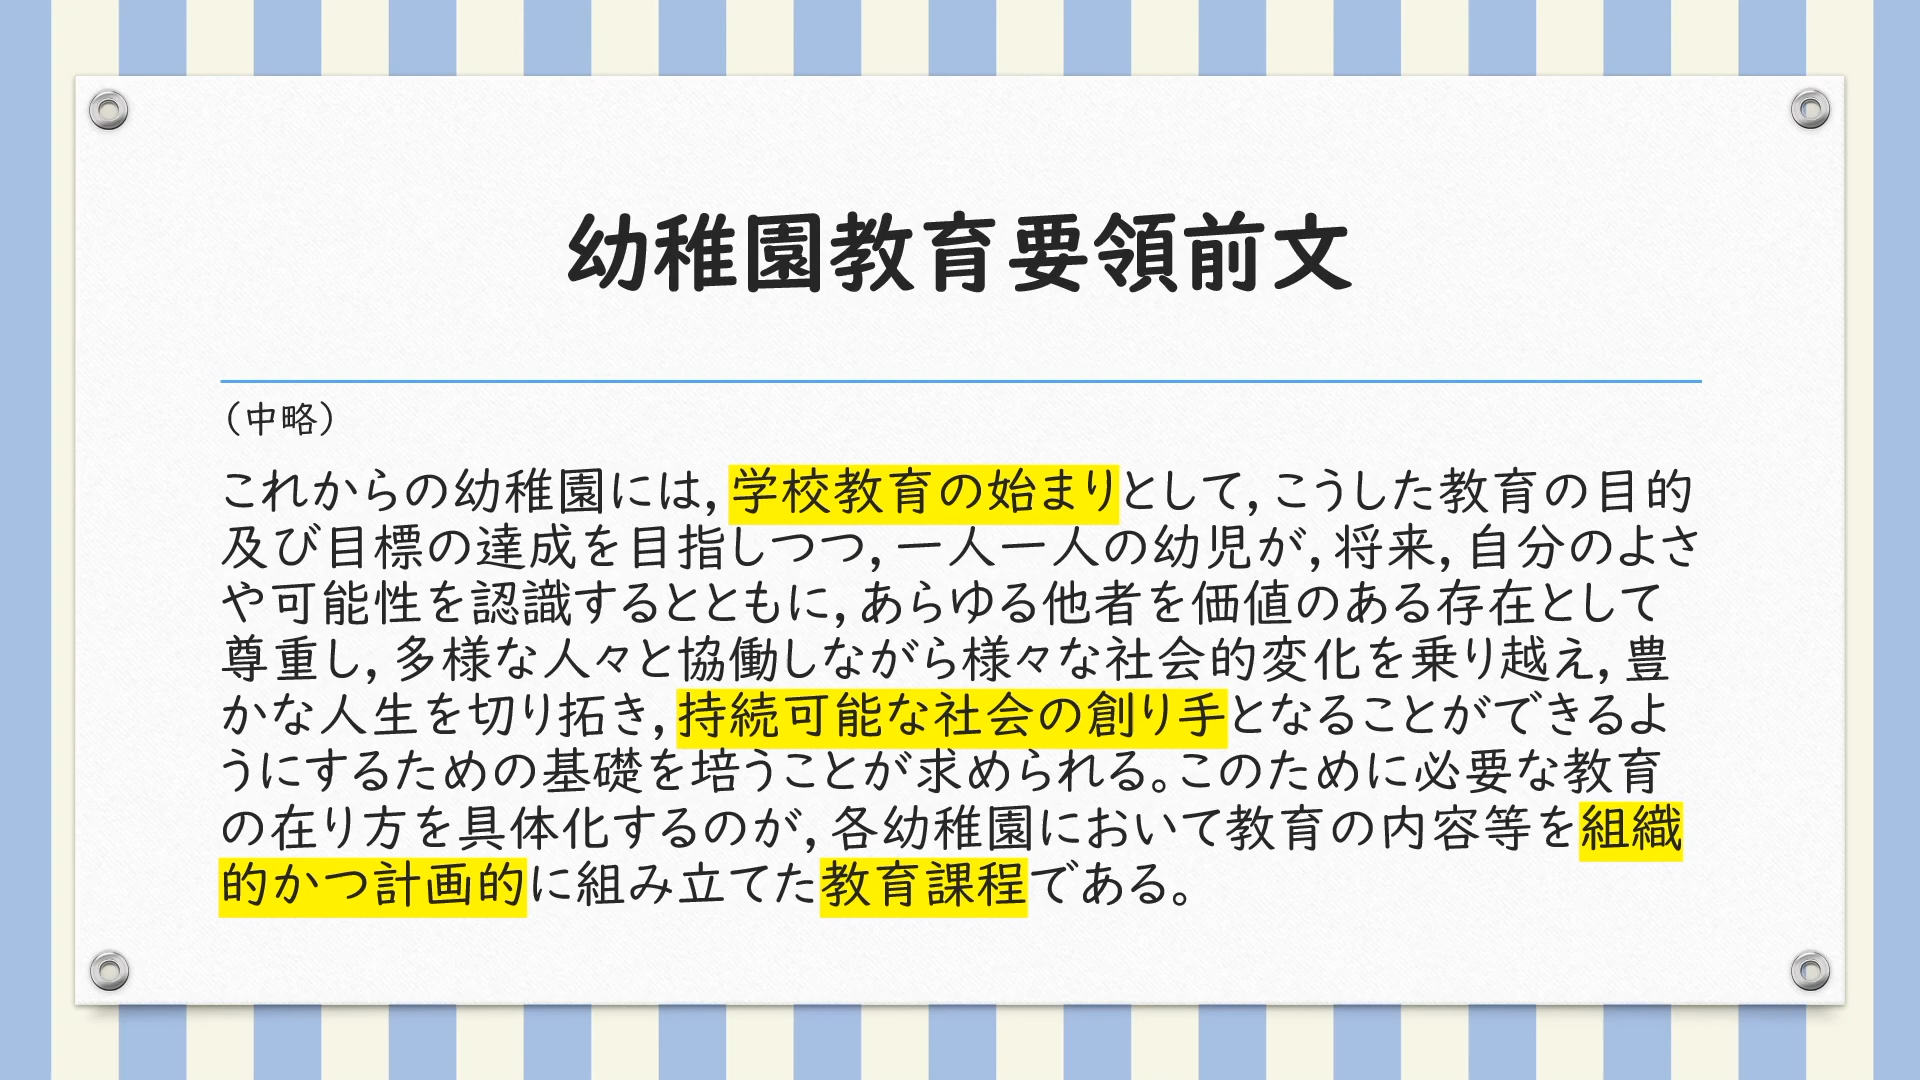 幼稚園教育要領前文
（中略）
これからの幼稚園には，学校教育の始まりとして，こうした教育の目的
及び目標の達成を目指しつつ，一人一人の幼児が，将来，自分のよさ
や可能性を認識するとともに，あらゆる他者を価値のある存在として
尊重し，多様な人々と協働しながら様々な社会的変化を乗り越え，豊
かな人生を切り拓き，持続可能な社会の創り手となることができるよ
うにするための基礎を培うことが求められる。このために必要な教育
の在り方を具体化するのが，各幼稚園において教育の内容等を組織
的かつ計画的に組み立てた教育課程である。